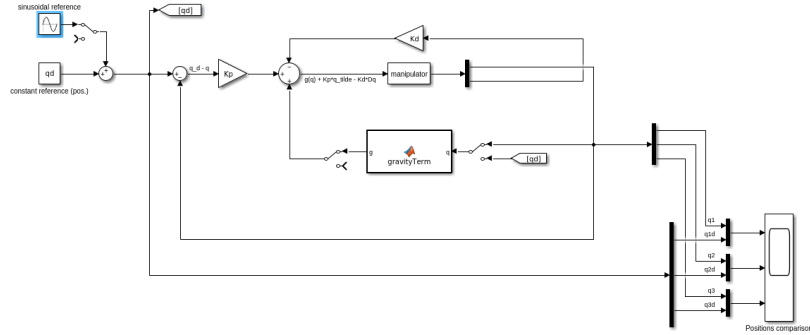 sinusoidal reference
[qd]
Kd
qd
q_d - q
Kp
g(q) + Kp*q_tilde - Kd*Dq
manipulator
constant reference (pos.)
g
gravityTerm
q
[qd]
q1
q1d
q2
q2d
q3
q3d
Positions compariso